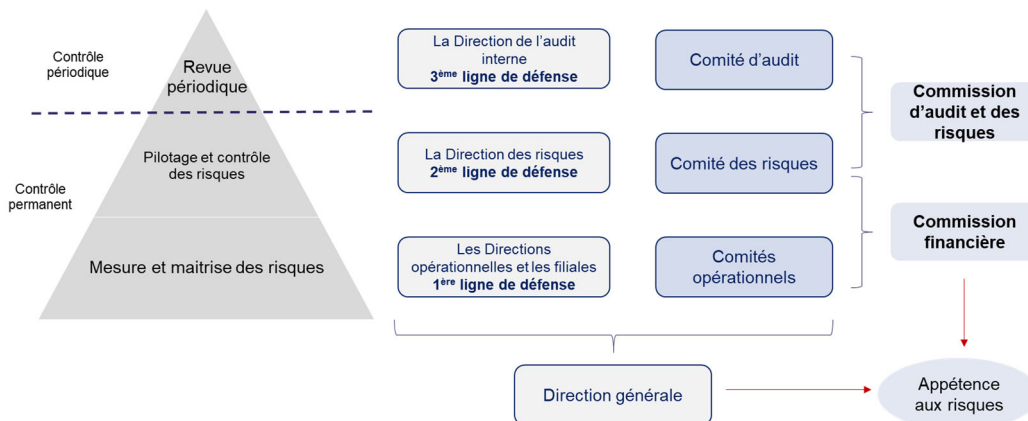 Contrôle
périodique
Revue
périodique
La Direction de l'audit
interne
3ème ligne de défense
Comité d'audit
Commission
d'audit et des
risques
Contrôle
permanent
Pilotage et contrôle
des risques
La Direction des risques
2ème ligne de défense
Comité des risques
Commission
financière
Mesure et maitrise des risques
Les Directions
opérationnelles et les filiales
1ère ligne de défense
Comités
opérationnels
Direction générale
Appétence
aux risques